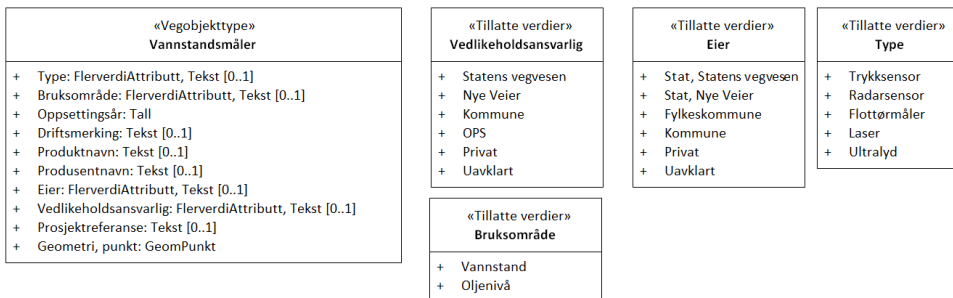 «Vegobjekttype»
Vannstandsmåler
+ Type: FlerverdiAttributt, Tekst [0..1]
+ Bruksområde: FlerverdiAttributt, Tekst [0..1]
+ Oppsettingsår: Tall
+ Driftsmerking: Tekst [0..1]
+ Produktnavn: Tekst [0..1]
+ Produsentnavn: Tekst [0..1]
+ Eier: FlerverdiAttributt, Tekst [0..1]
+ Vedlikeholdsansvarlig: FlerverdiAttributt, Tekst [0..1]
+ Prosjektreferanse: Tekst [0..1]
+ Geometri, punkt: GeomPunkt
«Tillatte verdier»
Vedlikeholdsansvarlig
+ Statens vegvesen
+ Nye Veier
+ Kommune
+ OPS
+ Privat
+ Uavklart
«Tillatte verdier»
Bruksområde
+ Vannstand
+ Oljenivå
«Tillatte verdier»
Eier
+ Stat, Statens vegvesen
+ Stat, Nye Veier
+ Fylkeskommune
+ Kommune
+ Privat
+ Uavklart
«Tillatte verdier»
Type
+ Trykksensor
+ Radarsensor
+ Flottørmåler
+ Laser
+ Ultralyd